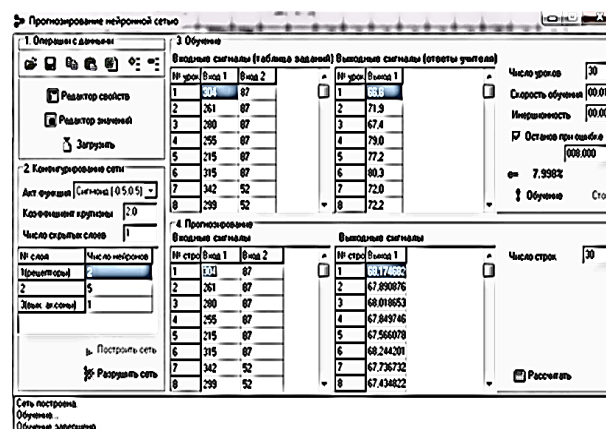 Прогнозирование нейронной сетью
1. Операции с данными
Редактор свойств
Редактор значений
Загрузить
2. Конфигурирование сети
Акт функция Сигмоид (0.5,0.5)
Коэффициент крутизны 2.0
Число скрытых слоев 1
№ слоя Число нейронов
1(рецепторы) 2
2 5
3(вых. аксоны) 1
Построить сеть
Разрушить сеть
3. Обучение
Входные сигналы (таблица заданий) Выходные сигналы (ответы учителя)
№ урок Вход 1 Вход 2
1 304 87
2 261 87
3 280 87
4 255 87
5 215 87
6 315 87
7 342 52
8 299 52
№ урок Выход 1
1
2 71,9
3 67,4
4 79,0
5 77,2
6 80,3
7 72,0
8 72,2
Число уроков 30
Скорость обучения 00,01
Инерционность 00,00
Останов при ошибке
008,000
e= 7,998%
Обучение Сто
4. Прогнозирование
Входные сигналы Выходные сигналы
№ стро Вход 1 Вход 2
1 304 87
2 261 87
3 280 87
4 255 87
5 215 87
6 315 87
7 342 52
8 299 52
№ стро Выход 1
1 68,174682
2 67,890876
3 68,018653
4 67,849746
5 67,566078
6 68,244201
7 67,736732
8 67,434822
Число строк 30
Рассчитать
Сеть построена.
Обучение...
Обучение завершено